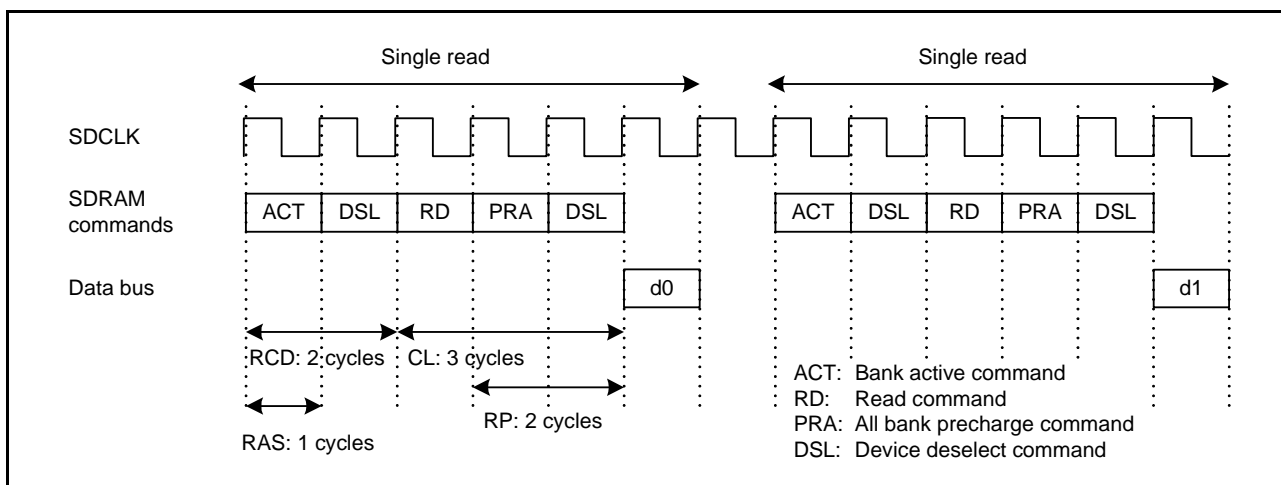 Single read Single read
SDCLK
SDRAM commands
ACT DSL RD PRA DSL ACT DSL RD PRA DSL
Data bus
d0 d1
RCD: 2 cycles CL: 3 cycles
RP: 2 cycles
RAS: 1 cycles
ACT: Bank active command
RD: Read command
PRA: All bank precharge command
DSL: Device deselect command